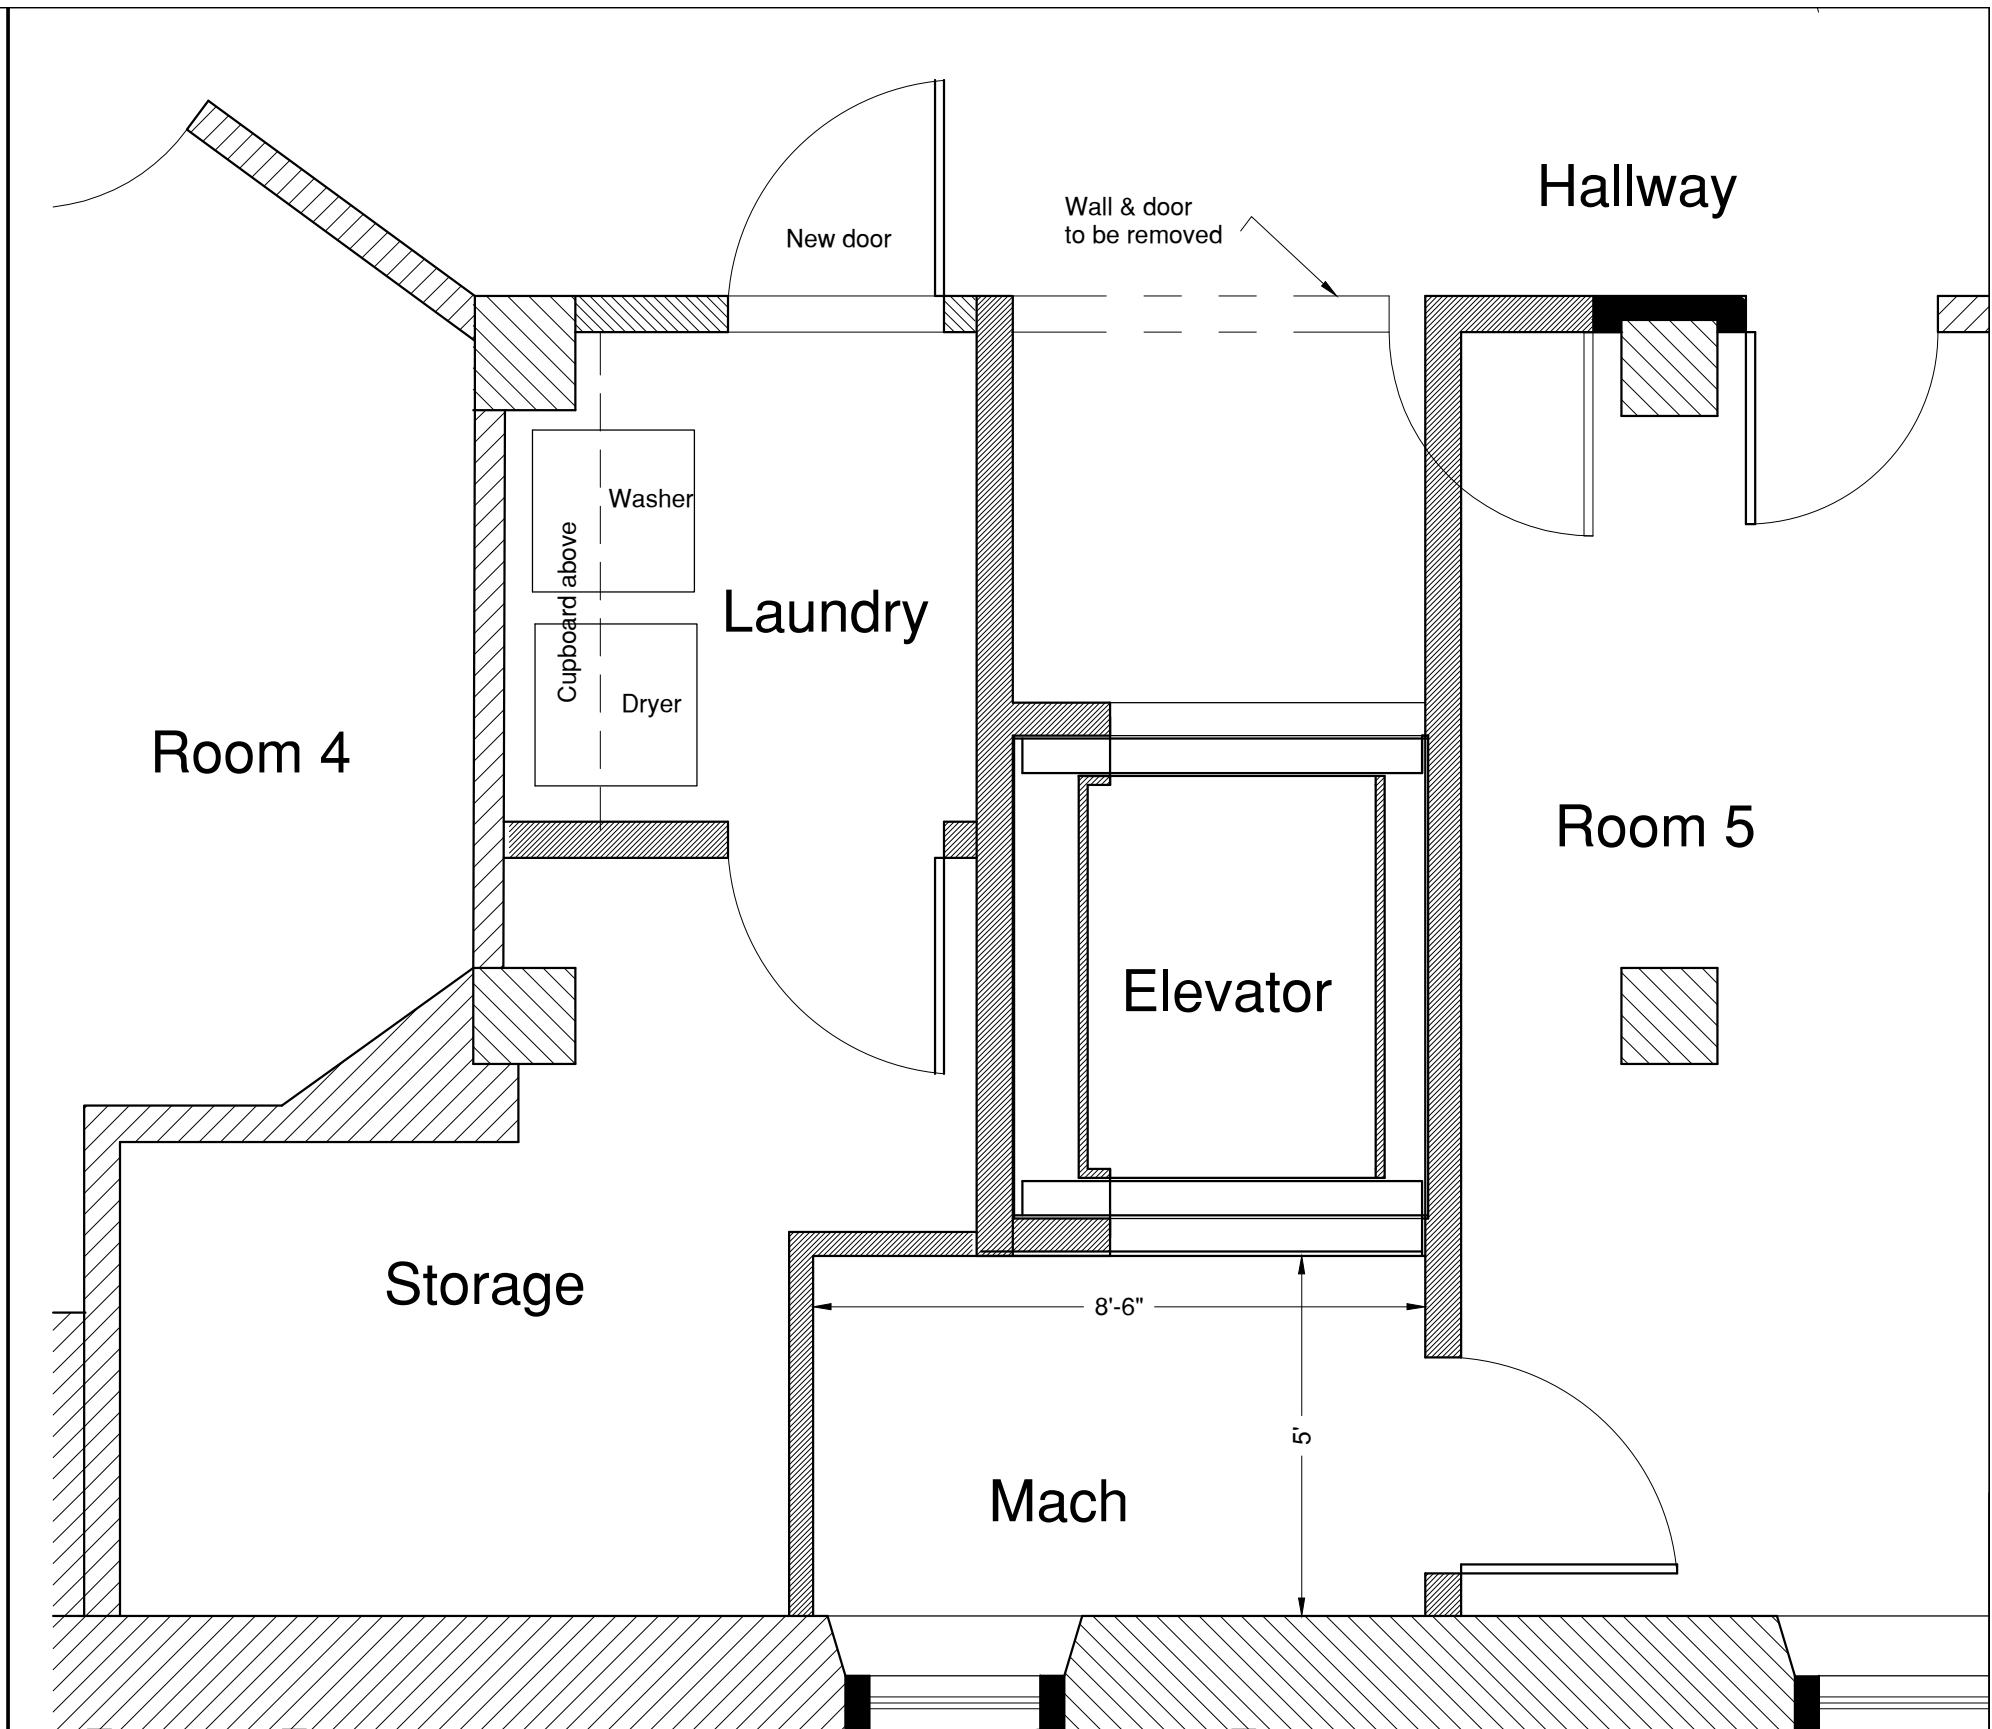 Hallway
Wall & door
to be removed
New door
Washer
Cupboard above
Laundry
Dryer
Room 4
Room 5
Elevator
Storage
8'-6"
5'
Mach